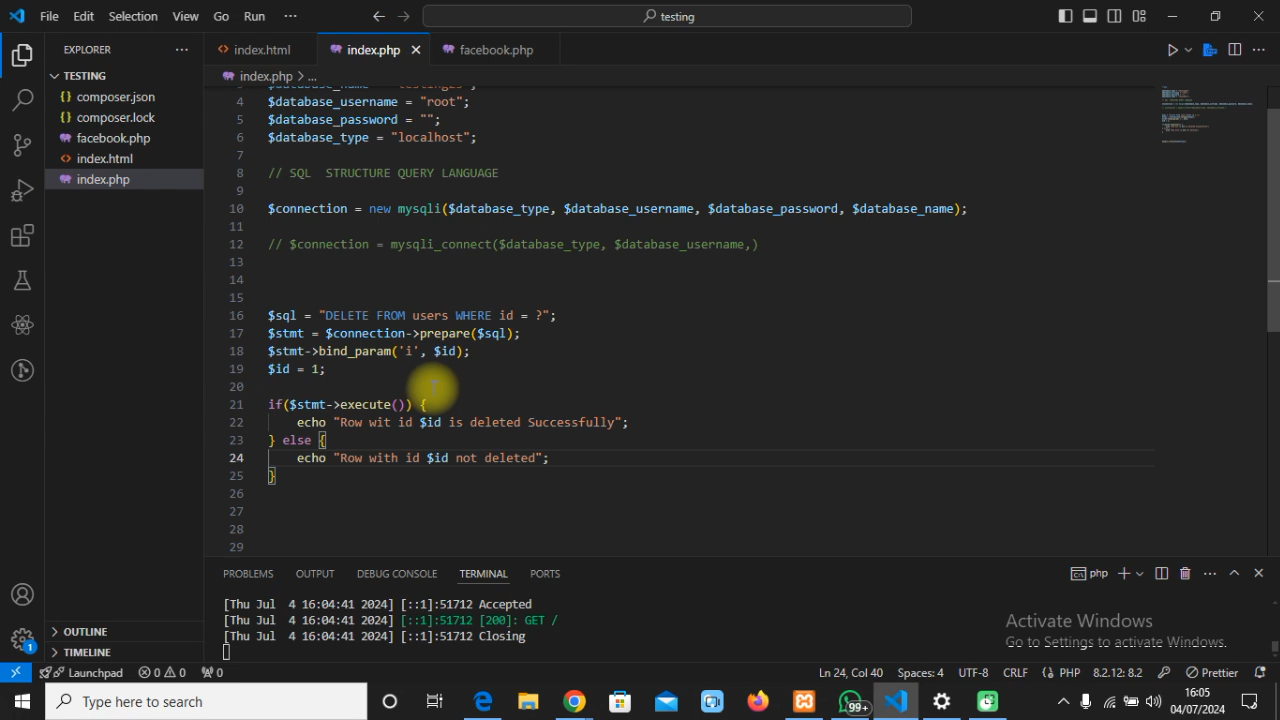 File Edit Selection View Go Run ··· testing
EXPLORER ···
index.html index.php facebook.php
TESTING
index.php > ...
composer.json
composer.lock
facebook.php
index.html
index.php
4 $database_username = "root";
5 $database_password = "";
6 $database_type = "localhost";
7
8 // SQL  STRUCTURE QUERY LANGUAGE
9
10 $connection = new mysqli($database_type, $database_username, $database_password, $database_name);
11
12 // $connection = mysqli_connect($database_type, $database_username,)
13
14
15
16 $sql = "DELETE FROM users WHERE id = ?";
17 $stmt = $connection->prepare($sql);
18 $stmt->bind_param('i', $id);
19 $id = 1;
20
21 if($stmt->execute()) {
22 echo "Row wit id $id is deleted Successfully";
23 } else {
24 echo "Row with id $id not deleted";
25 }
26
27
28
29
PROBLEMS OUTPUT DEBUG CONSOLE TERMINAL PORTS php
[Thu Jul  4 16:04:41 2024] [::1]:51712 Accepted
[Thu Jul  4 16:04:41 2024] [::1]:51712 [200]: GET /
[Thu Jul  4 16:04:41 2024] [::1]:51712 Closing
Activate Windows
Go to Settings to activate Windows.
OUTLINE
TIMELINE
1
Launchpad 0 0 0 Ln 24, Col 40 Spaces: 4 UTF-8 CRLF {} PHP 8.2.12: 8.2 Prettier
Type here to search
99+
16:05
04/07/2024